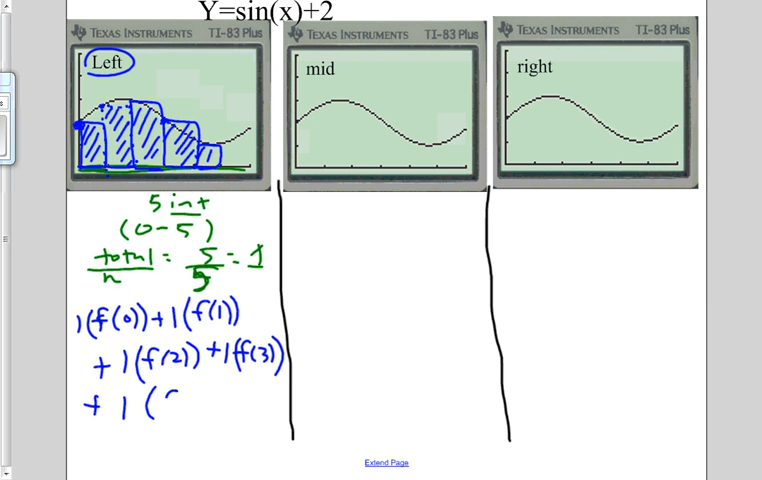 Y=sin(x)+2
TEXAS INSTRUMENTS TI-83 Plus
Left
TEXAS INSTRUMENTS TI-83 Plus
mid
TEXAS INSTRUMENTS TI-83 Plus
right
5 int
(0-5)
total/n = 5/5 = 1
1(f(0))+1(f(1))
+1(f(2))+1(f(3))
+ 1 (
Extend Page